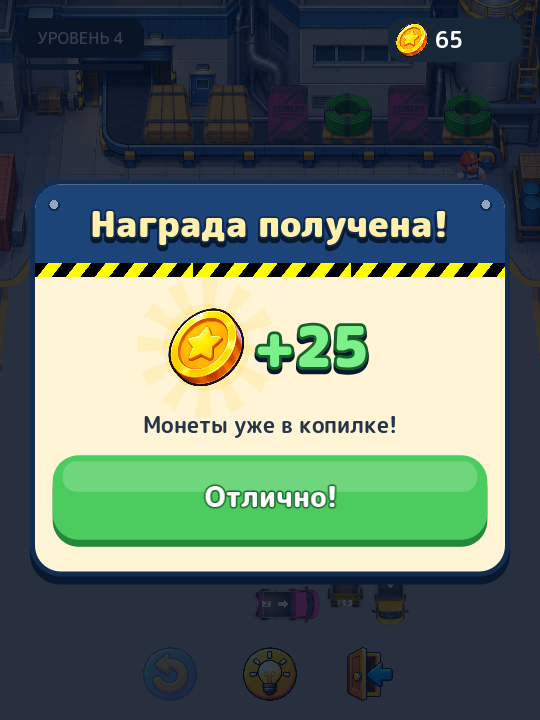 УРОВЕНЬ 4
65
Награда получена!
+25
Монеты уже в копилке!
Отлично!